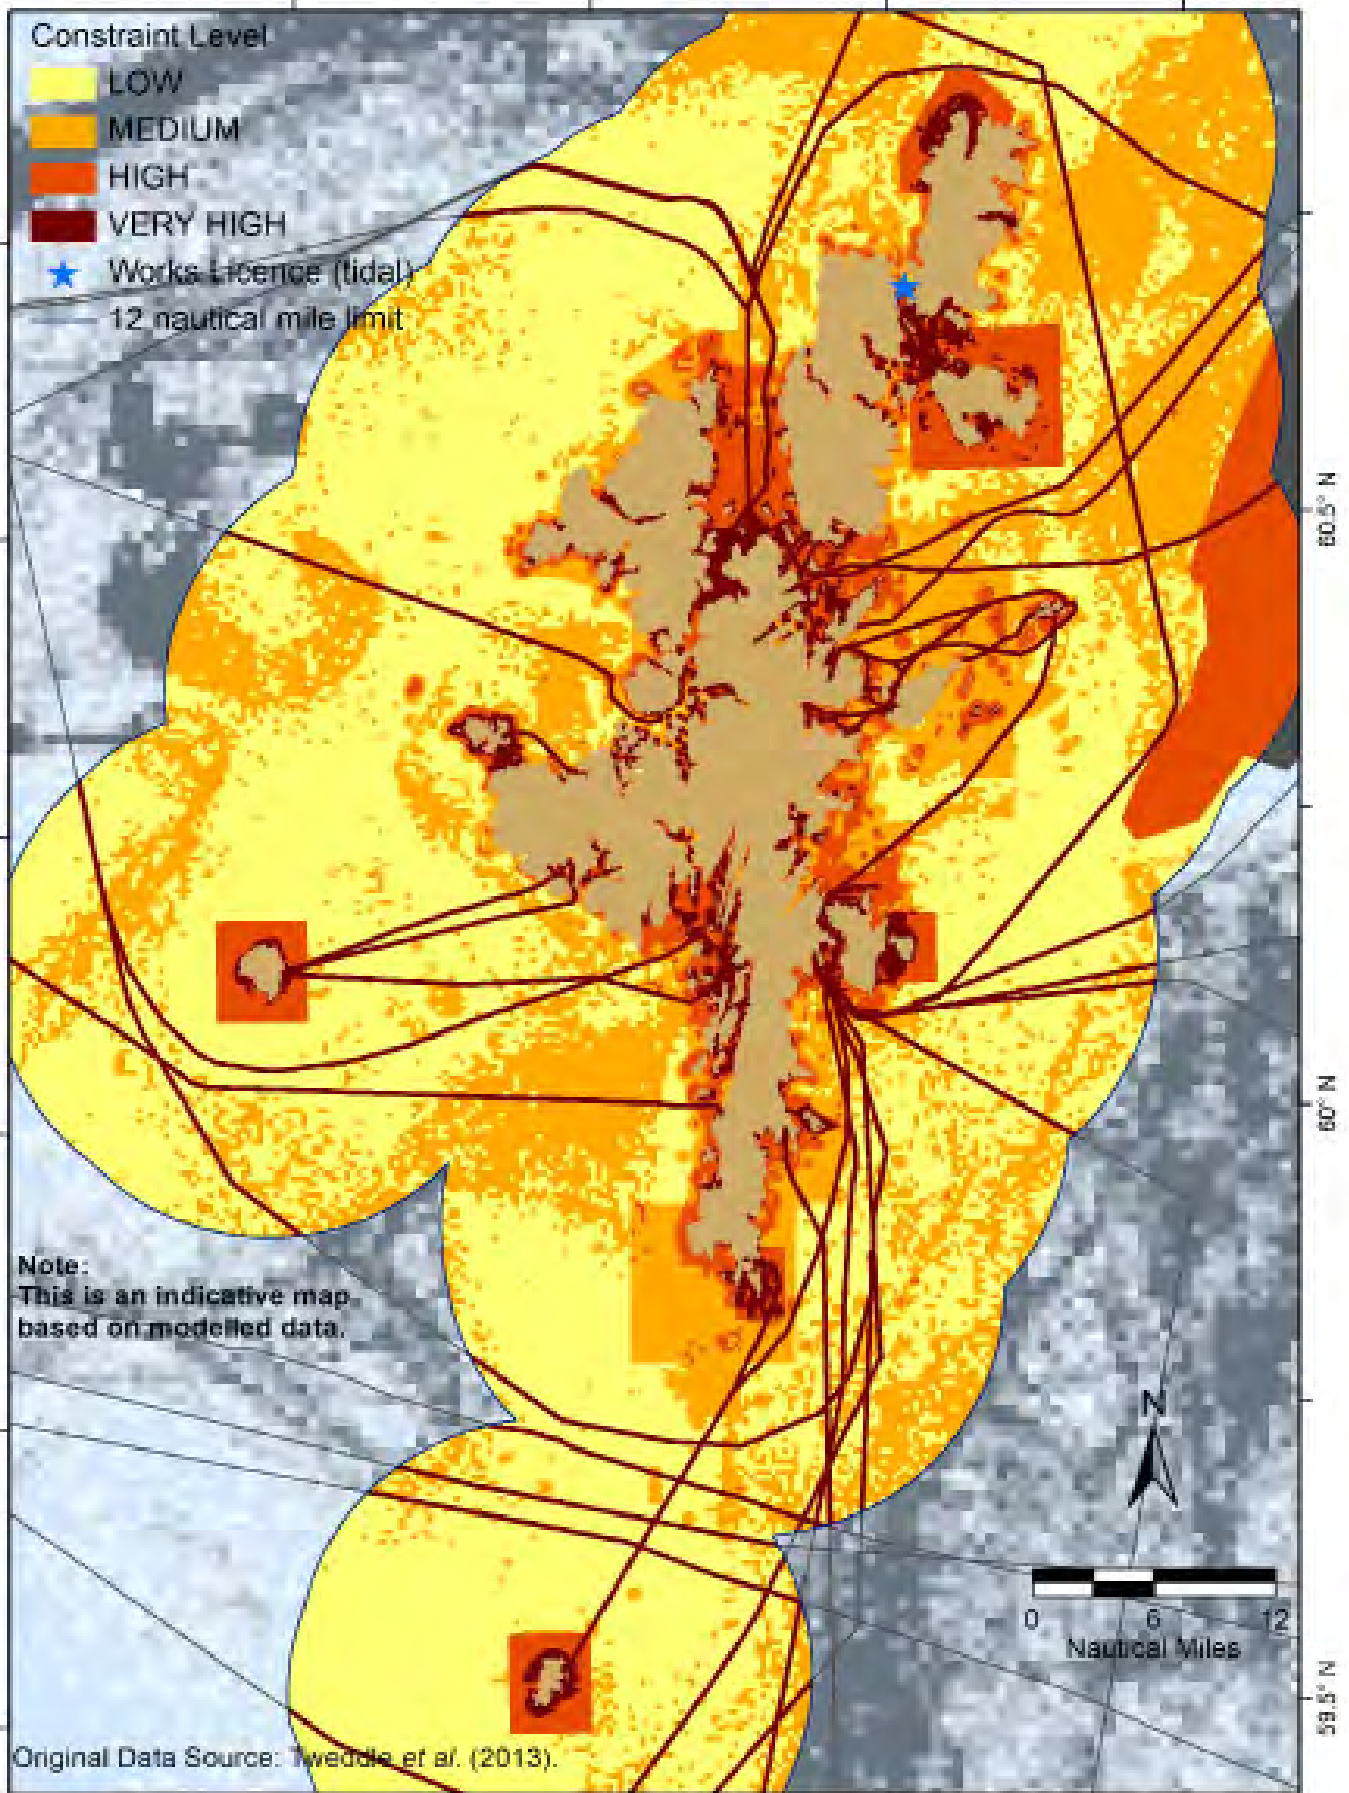 Constraint Level
LOW
MEDIUM
HIGH
VERY HIGH
Works Licence (tidal)
12 nautical mile limit
60.5° N
60° N
Note:
This is an indicative map
based on modelled data.
N
0 6 12
Nautical Miles
59.5° N
Original Data Source: Tweddle et al. (2013).